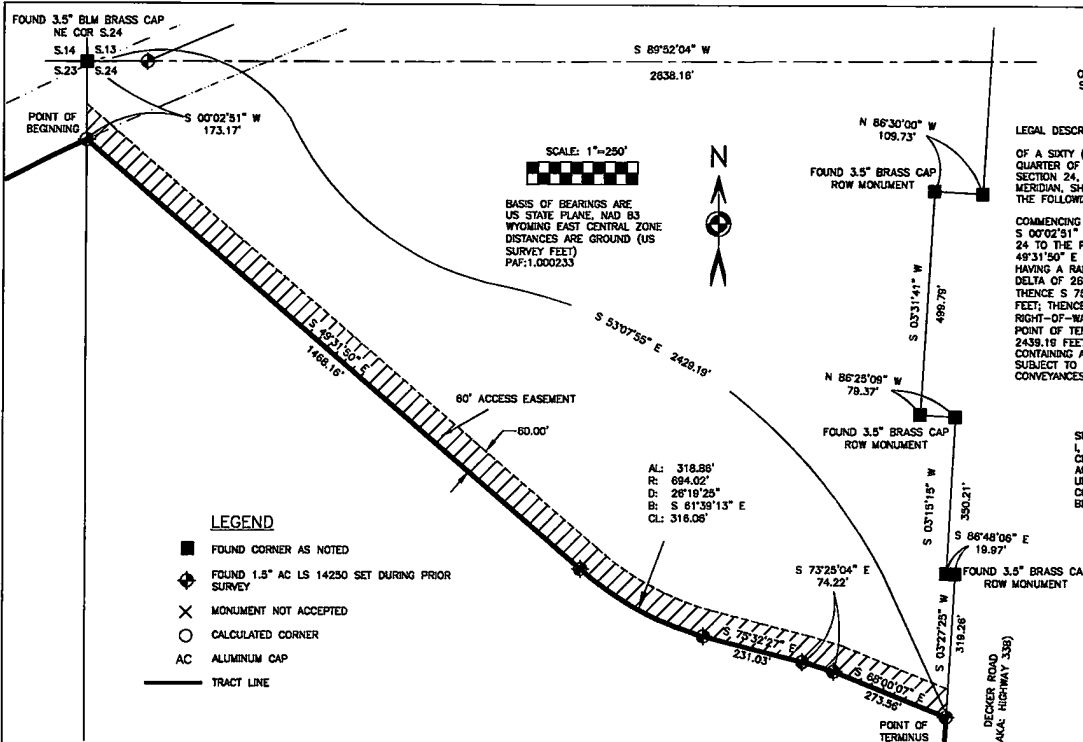 FOUND 3.5" BLM BRASS CAP
NE COR S.24
S.14 S.13
S.23 S.24
S 89'52'04" W
2638.16'
POINT OF
BEGINNING
S 00'02'51" W
173.17'
SCALE: 1"=250'
BASIS OF BEARINGS ARE
US STATE PLANE, NAD 83
WYOMING EAST CENTRAL ZONE
DISTANCES ARE GROUND (US
SURVEY FEET)
PAF:1.000233
N
N 86'30'00" W
109.73'
FOUND 3.5" BRASS CAP
ROW MONUMENT
S 03'31'41" W
499.79'
N 86'25'09" W
79.37'
FOUND 3.5" BRASS CAP
ROW MONUMENT
S 03'15'15" W
350.21'
S 86'48'06" E
19.97'
FOUND 3.5" BRASS CA
ROW MONUMENT
S 03'27'25" W
319.26'
DECKER ROAD
AKA: HIGHWAY 338)
S 53'07'55" E 2429.19'
S 49'31'50" E
1468.16'
60' ACCESS EASEMENT
60.00'
AL: 318.86'
R: 694.02'
D: 26'19'25"
B: S 61'39'13" E
CL: 316.06'
S 75'32'27" E
231.03'
S 73'25'04" E
74.22'
S 68'00'07" E
273.56'
POINT OF
TERMINUS
LEGEND
FOUND CORNER AS NOTED
FOUND 1.5" AC LS 14250 SET DURING PRIOR
SURVEY
MONUMENT NOT ACCEPTED
CALCULATED CORNER
AC ALUMINUM CAP
TRACT LINE
LEGAL DESCR
OF A SIXTY (
QUARTER OF
SECTION 24,
MERIDIAN, SH
THE FOLLOWI
COMMENCING
S 00'02'51"
24 TO THE P
49'31'50" E
HAVING A RA
DELTA OF 26
THENCE S 75
FEET; THENCE
RIGHT-OF-WA
POINT OF TER
2439.19 FEET
CONTAINING A
SUBJECT TO
CONVEYANCES